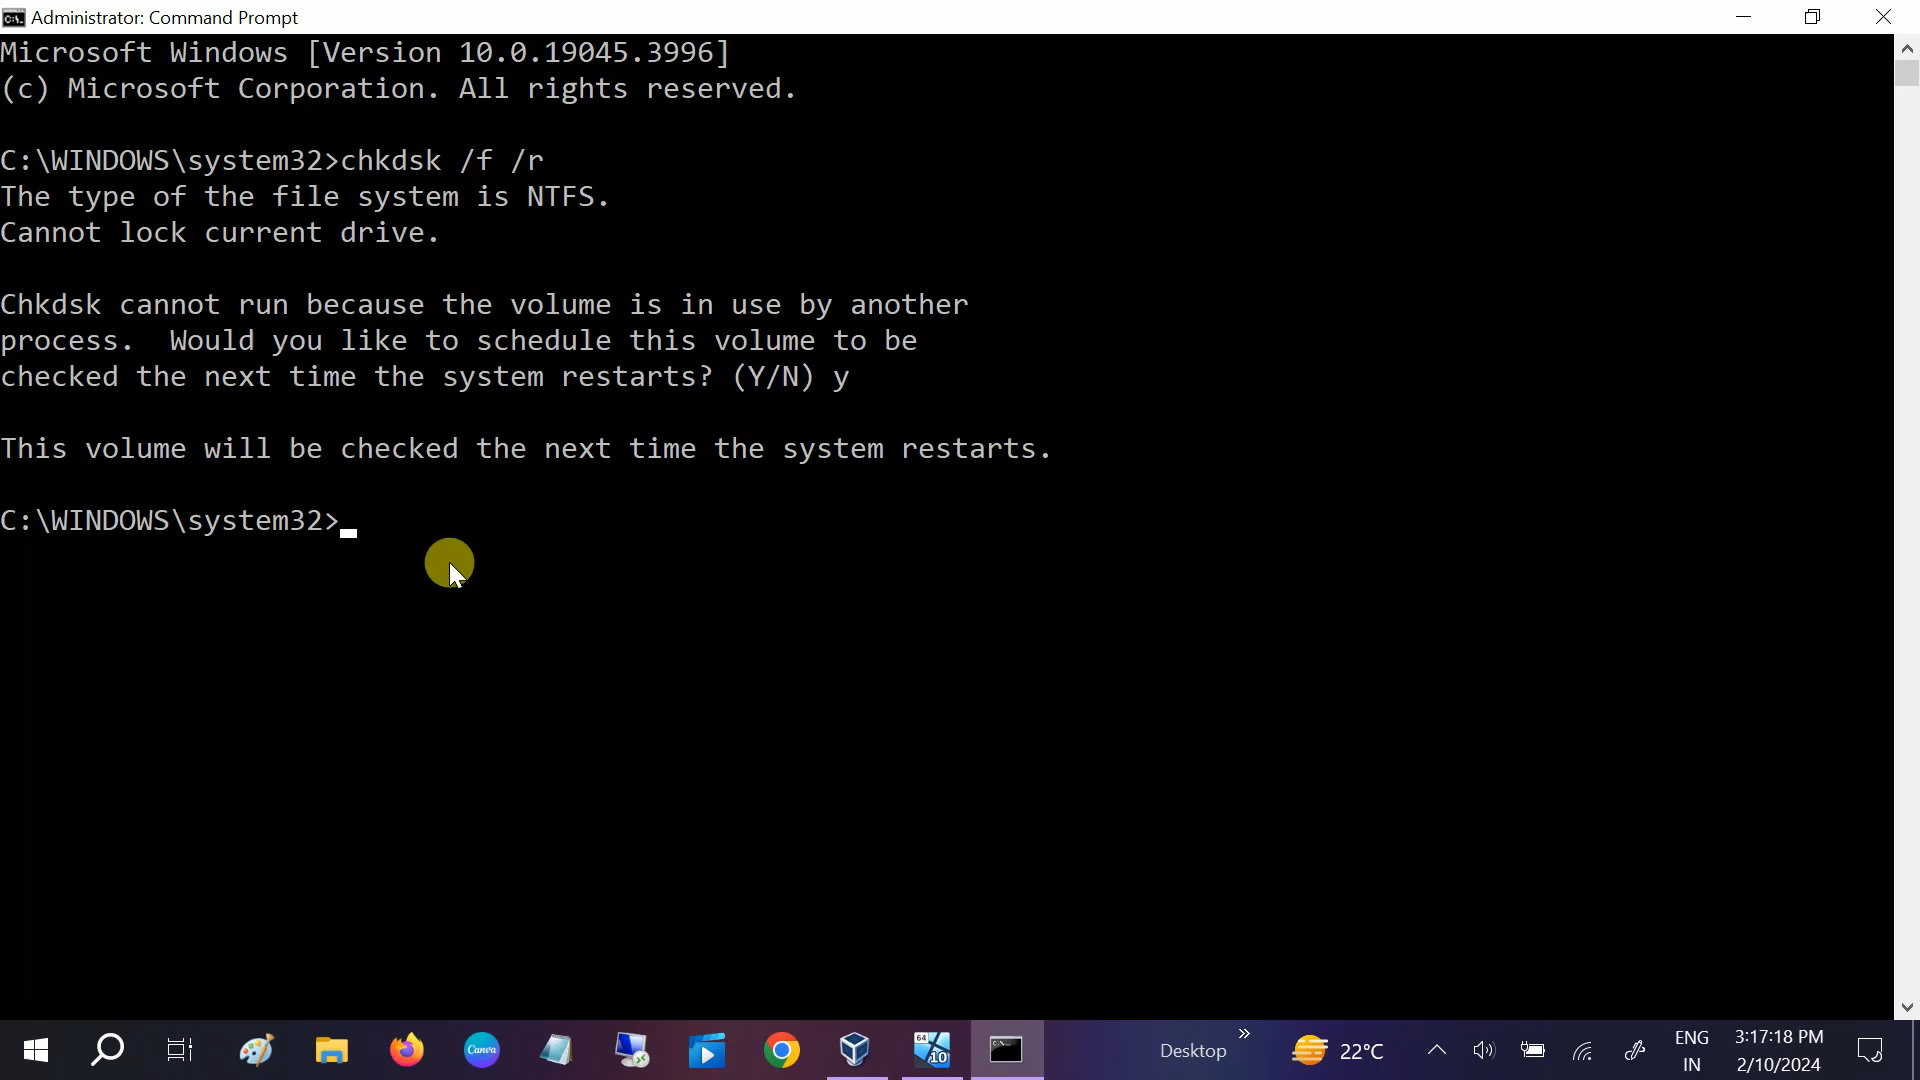 Administrator: Command Prompt
Microsoft Windows [Version 10.0.19045.3996]
(c) Microsoft Corporation. All rights reserved.
C:\WINDOWS\system32>chkdsk /f /r
The type of the file system is NTFS.
Cannot lock current drive.
Chkdsk cannot run because the volume is in use by another
process.  Would you like to schedule this volume to be
checked the next time the system restarts? (Y/N) y
This volume will be checked the next time the system restarts.
C:\WINDOWS\system32>
Canva
64
10
Desktop
22°C
ENG
IN
3:17:18 PM
2/10/2024